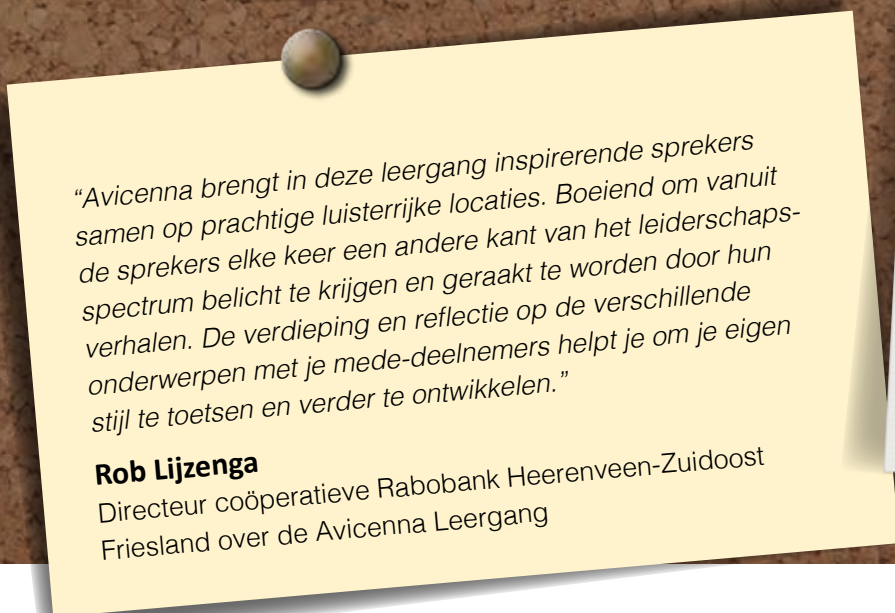 “Avicenna brengt in deze leergang inspirerende sprekers
samen op prachtige luisterrijke locaties. Boeiend om vanuit
de sprekers elke keer een andere kant van het leiderschaps-
spectrum belicht te krijgen en geraakt te worden door hun
verhalen. De verdieping en reflectie op de verschillende
onderwerpen met je mede-deelnemers helpt je om je eigen
stijl te toetsen en verder te ontwikkelen.”
Rob Lijzenga
Directeur coöperatieve Rabobank Heerenveen-Zuidoost
Friesland over de Avicenna Leergang